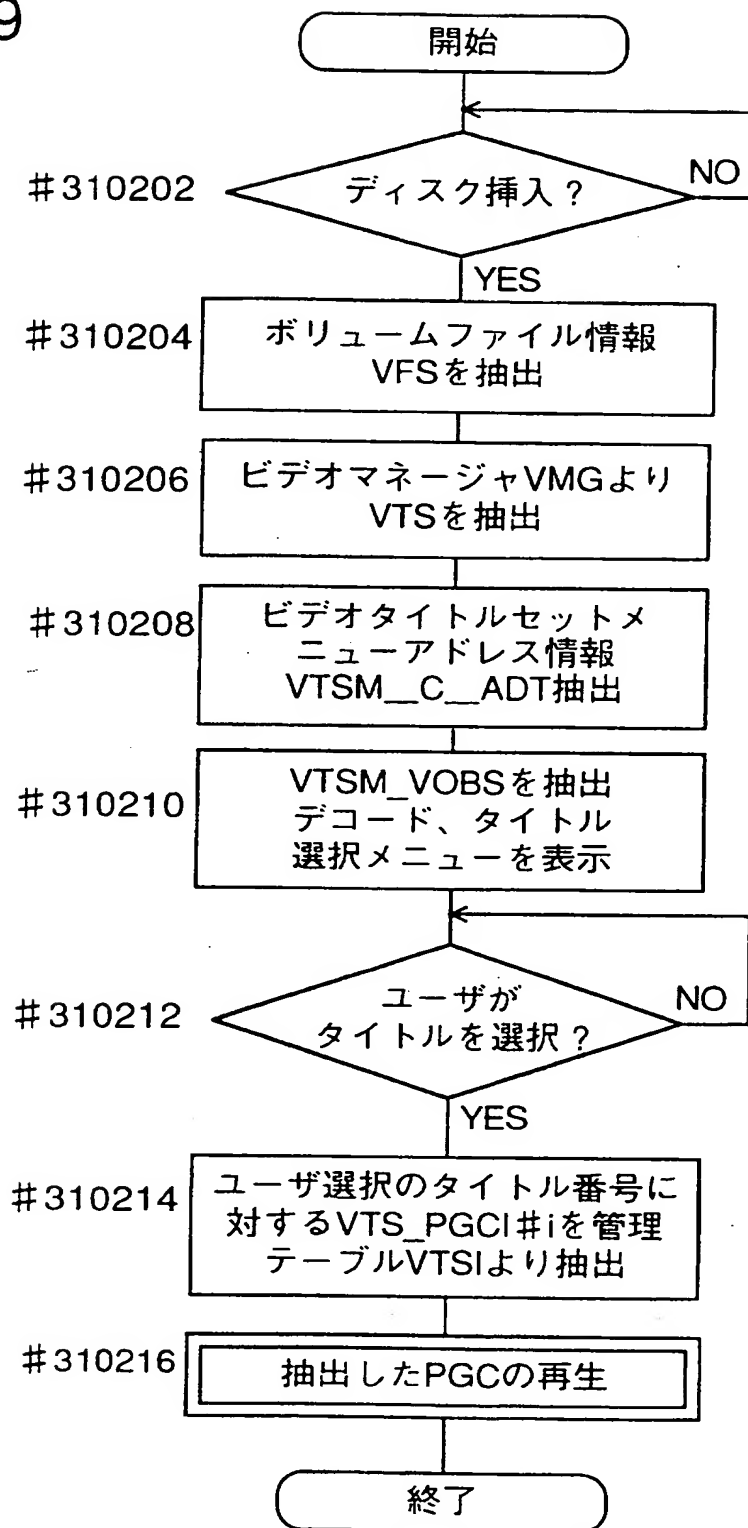 9
開始
#310202
ディスク挿入?
NO
YES
#310204
ボリュームファイル情報
VFSを抽出
#310206
ビデオマネージャVMGより
VTSを抽出
#310208
ビデオタイトルセットメ
ニューアドレス情報
VTSM__C__ADT抽出
#310210
VTSM_VOBSを抽出
デコード、タイトル
選択メニューを表示
#310212
ユーザが
タイトルを選択?
NO
YES
#310214
ユーザ選択のタイトル番号に
対するVTS_PGCI#iを管理
テーブルVTSIより抽出
#310216
抽出したPGCの再生
終了